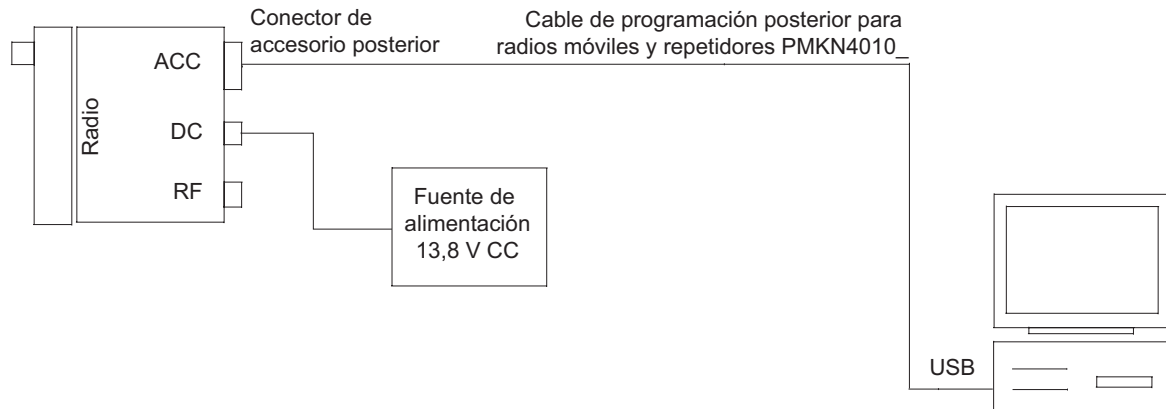 Conector de
accesorio posterior
Cable de programación posterior para
radios móviles y repetidores PMKN4010_
ACC
Radio
DC
RF
Fuente de
alimentación
13,8 V CC
USB